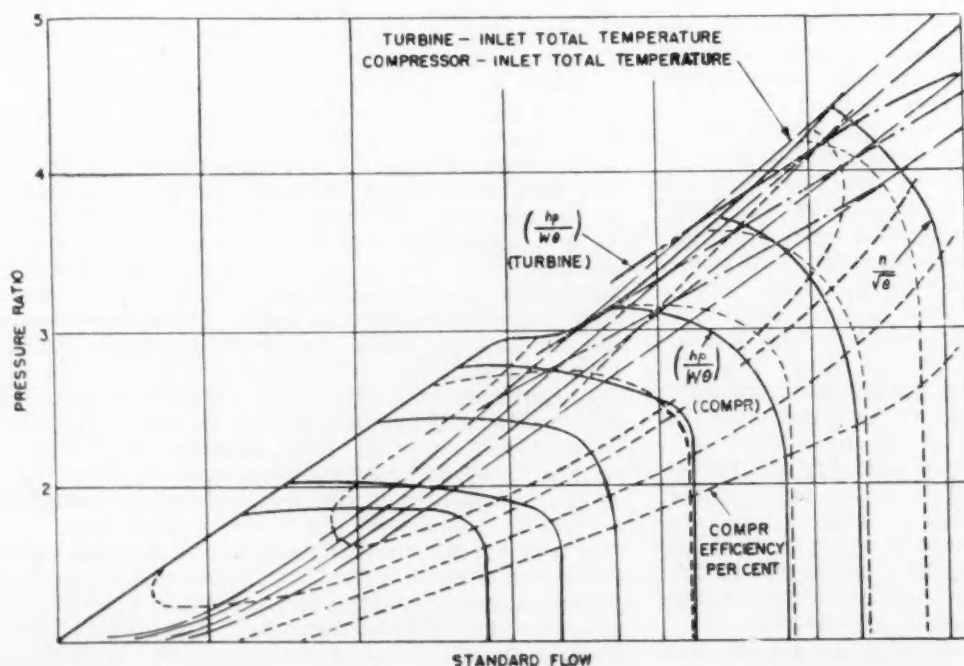 5
TURBINE – INLET TOTAL TEMPERATURE
COMPRESSOR – INLET TOTAL TEMPERATURE
4
(hp/Wθ)
(TURBINE)
n/√θ
PRESSURE RATIO
3
(hp/Wθ)
(COMPR)
2
COMPR
EFFICIENCY
PER CENT
STANDARD FLOW